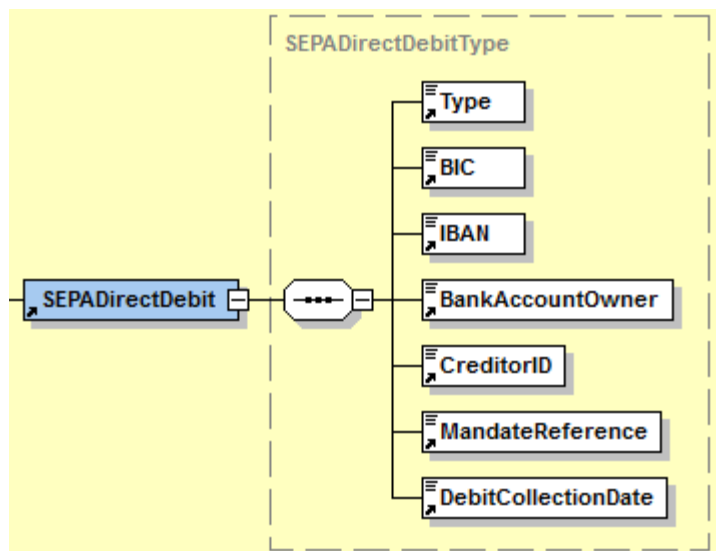 SEPADirectDebitType
Type
BIC
IBAN
SEPADirectDebit
BankAccountOwner
CreditorID
MandateReference
DebitCollectionDate